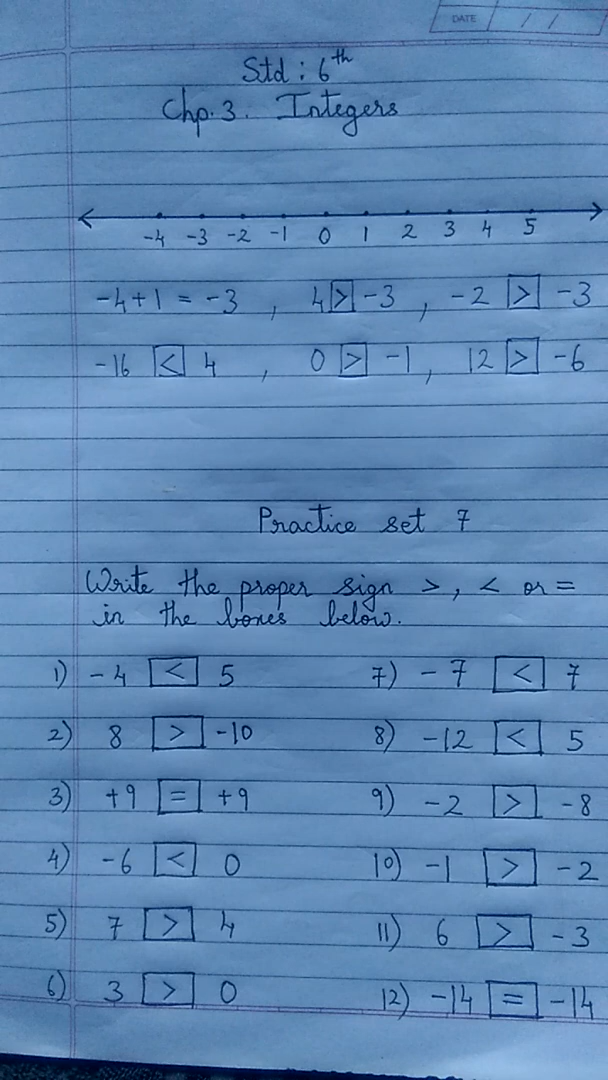 DATE / /
Std : 6th
Chp. 3. Integers
-4 -3 -2 -1 0 1 2 3 4 5
-4+1 = -3 , 4 > -3 , -2 > -3
-16 < 4 , 0 > -1 , 12 > -6
Practice set 7
Write the proper sign >, < or =
in the boxes below.
1) -4 < 5 7) -7 < 7
2) 8 > -10 8) -12 < 5
3) +9 = +9 9) -2 > -8
4) -6 < 0 10) -1 > -2
5) 7 > 4 11) 6 > -3
6) 3 > 0 12) -14 = -14